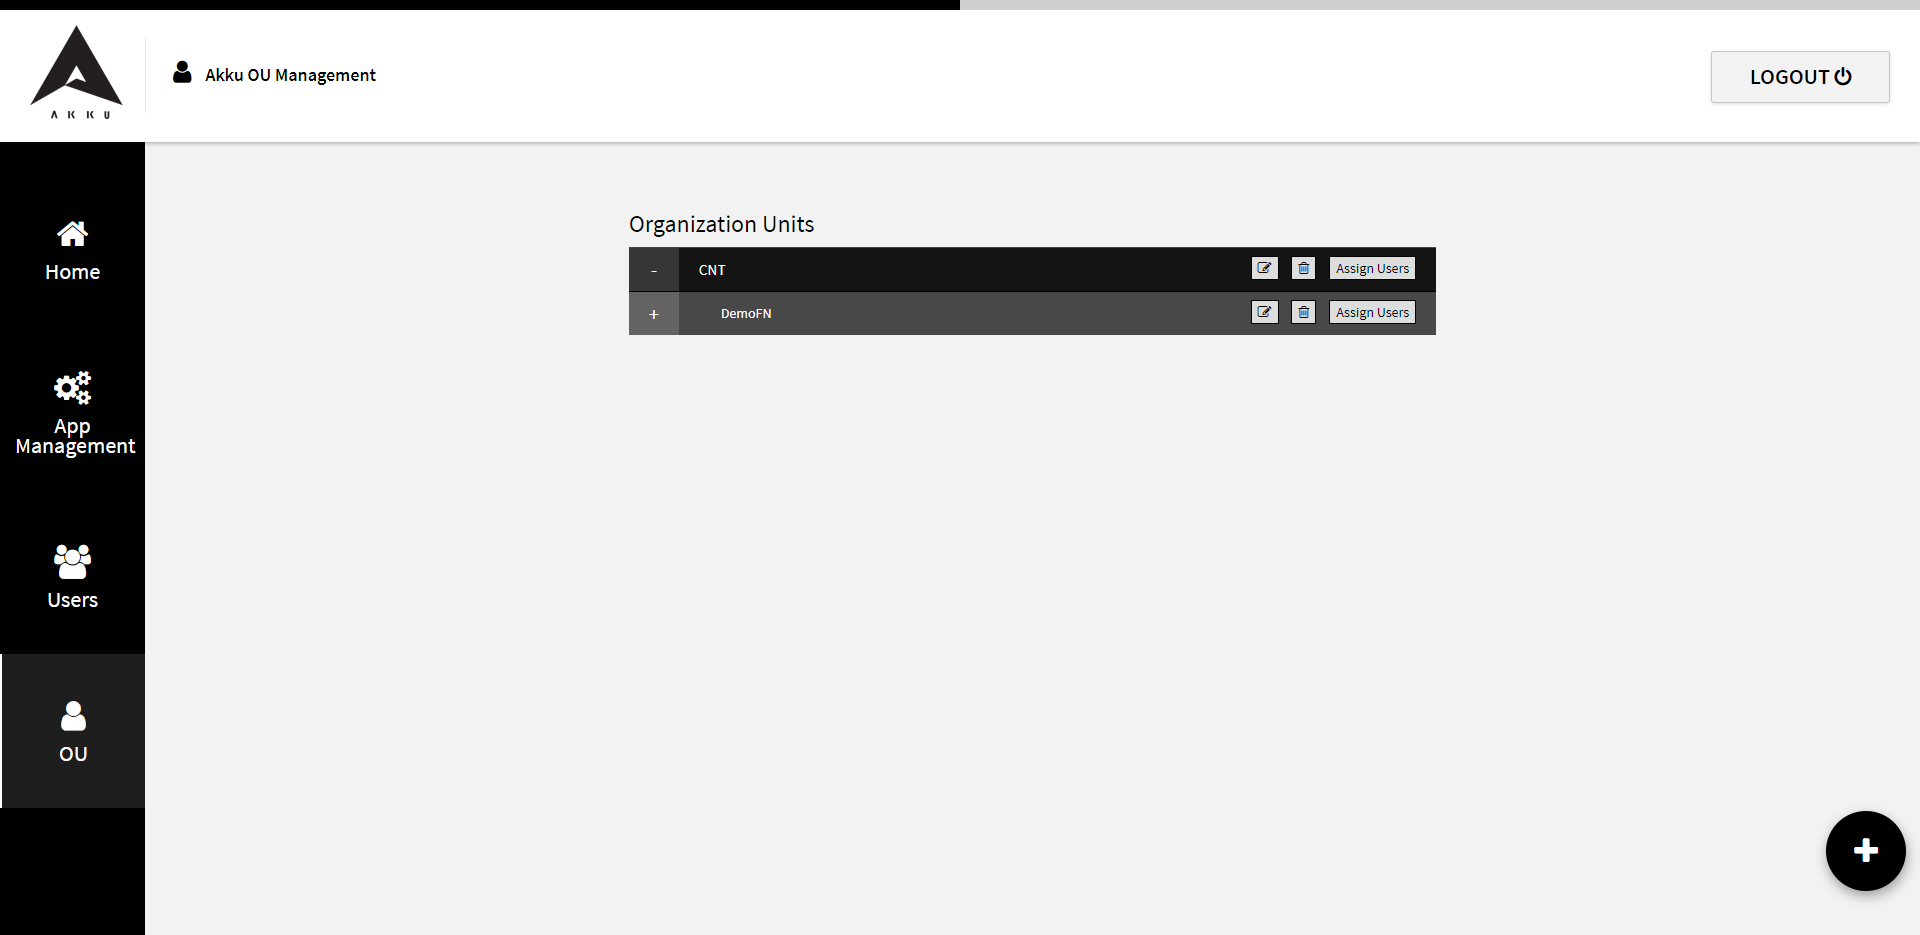 AKKU
Akku OU Management
LOGOUT
Home
App
Management
Users
OU
Organization Units
- CNT Assign Users
+ DemoFN Assign Users